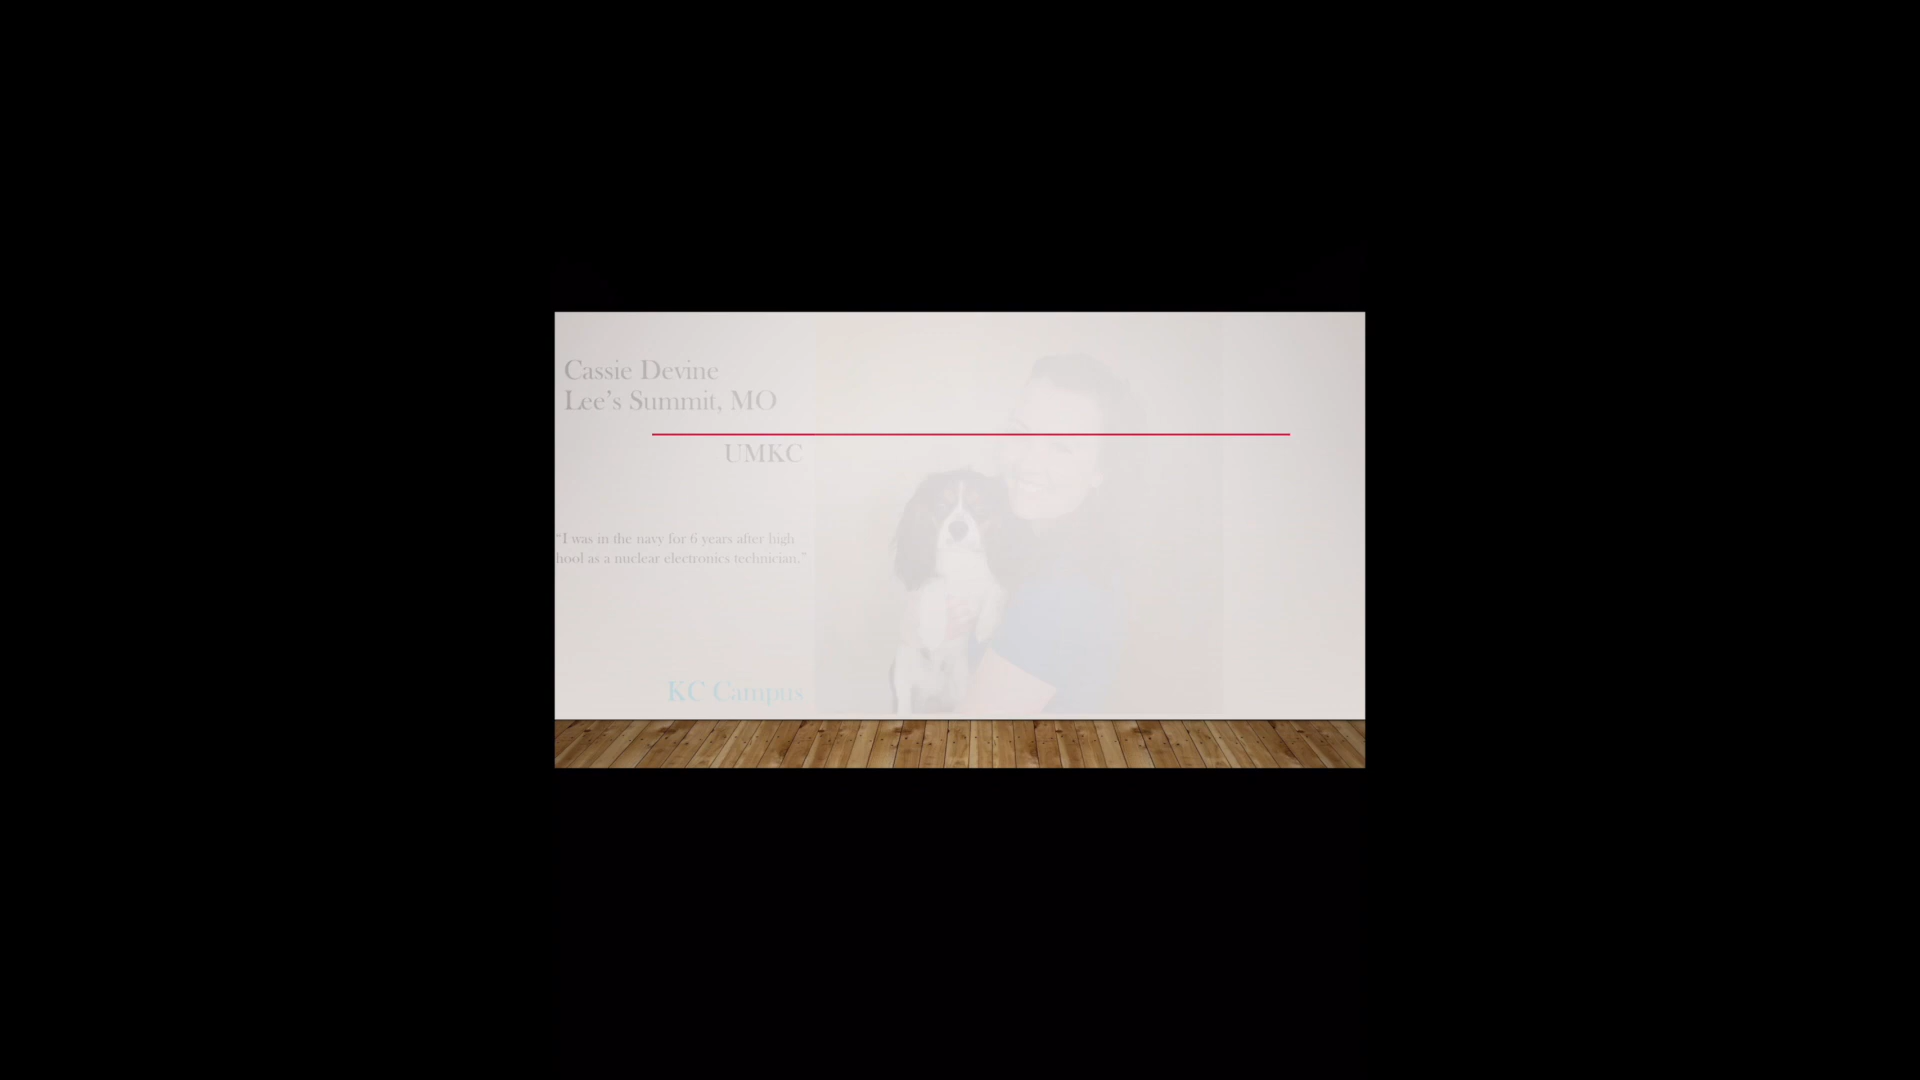 Cassie Devine
Lee's Summit, MO
UMKC
"I was in the navy for 6 years after high
hool as a nuclear electronics technician."
KC Campus